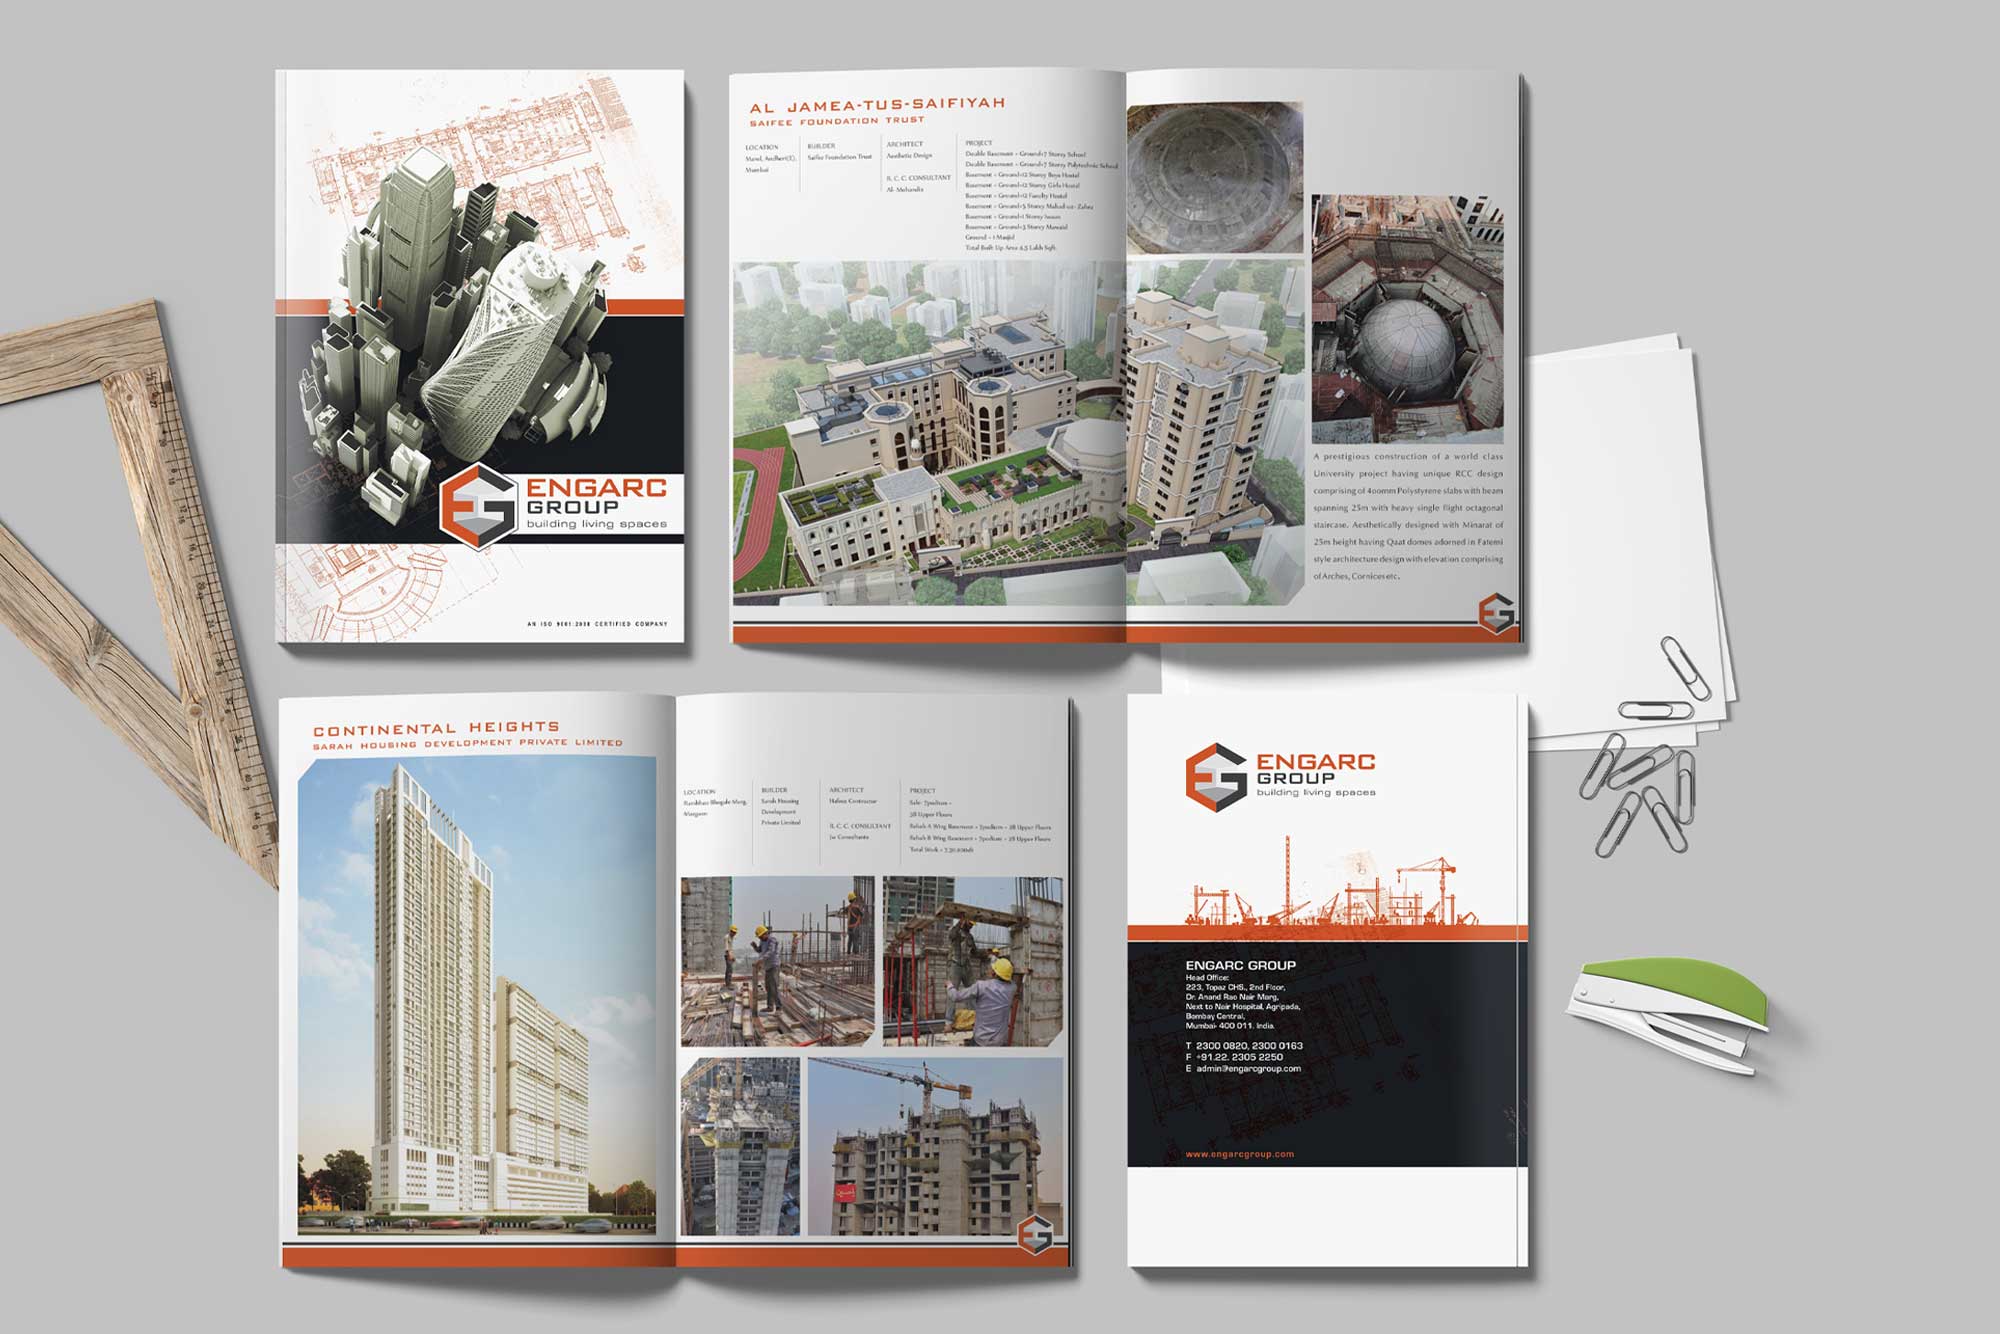 ENGARC
GROUP
building living spaces
AN ISO 9001:2008 CERTIFIED COMPANY
AL JAMEA-TUS-SAIFIYAH
SAIFEE FOUNDATION TRUST
LOCATION
Marol, Andheri(E),
Mumbai
BUILDER
Saifee Foundation Trust
ARCHITECT
Aesthetic Design
R. C. C. CONSULTANT
Al- Mohandis
PROJECT
Double Basement + Ground+7 Storey School
Double Basement + Ground+7 Storey Polytechnic School
Basement + Ground+12 Storey Boys Hostel
Basement + Ground+12 Storey Girls Hostel
Basement + Ground+12 Faculty Hostel
Basement + Ground+5 Storey Mahad-uz- Zahra
Basement + Ground+1 Storey
Basement + Ground+3 Storey Mawaid
Ground + 1 Masjid
Total Built Up Area 4.5 Lakh Sqft.
A prestigious construction of a world class
University project having unique RCC design
comprising of 400mm Polystyrene slabs with beam
spanning 25m with heavy single flight octagonal
staircase. Aesthetically designed with Minarat of
25m height having Qaat domes adorned in Fatemi
style architecture design with elevation comprising
of Arches, Cornices etc.
EG
CONTINENTAL HEIGHTS
SARAH HOUSING DEVELOPMENT PRIVATE LIMITED
LOCATION
Rambhau Bhogale Marg,
Mazgaon
BUILDER
Sarah Housing
Development
Private Limited
ARCHITECT
Hafeez Contractor
R. C. C. CONSULTANT
Jw Consultants
PROJECT
Sale- 7podium +
38 Upper Floors
Rehab A Wing Basement + 7podium + 28 Upper Floors
Rehab B Wing Basement + 7podium + 28 Upper Floors
Total Work =
EG
ENGARC
GROUP
building living spaces
ENGARC GROUP
Head Office:
223, Topaz CHS., 2nd Floor,
Dr. Anand Rao Nair Marg,
Next to Nair Hospital, Agripada,
Bombay Central,
Mumbai- 400 011. India.
T 2300 0820, 2300 0163
F +91.22. 2305 2250
E admin@engarcgroup.com
www.engarcgroup.com